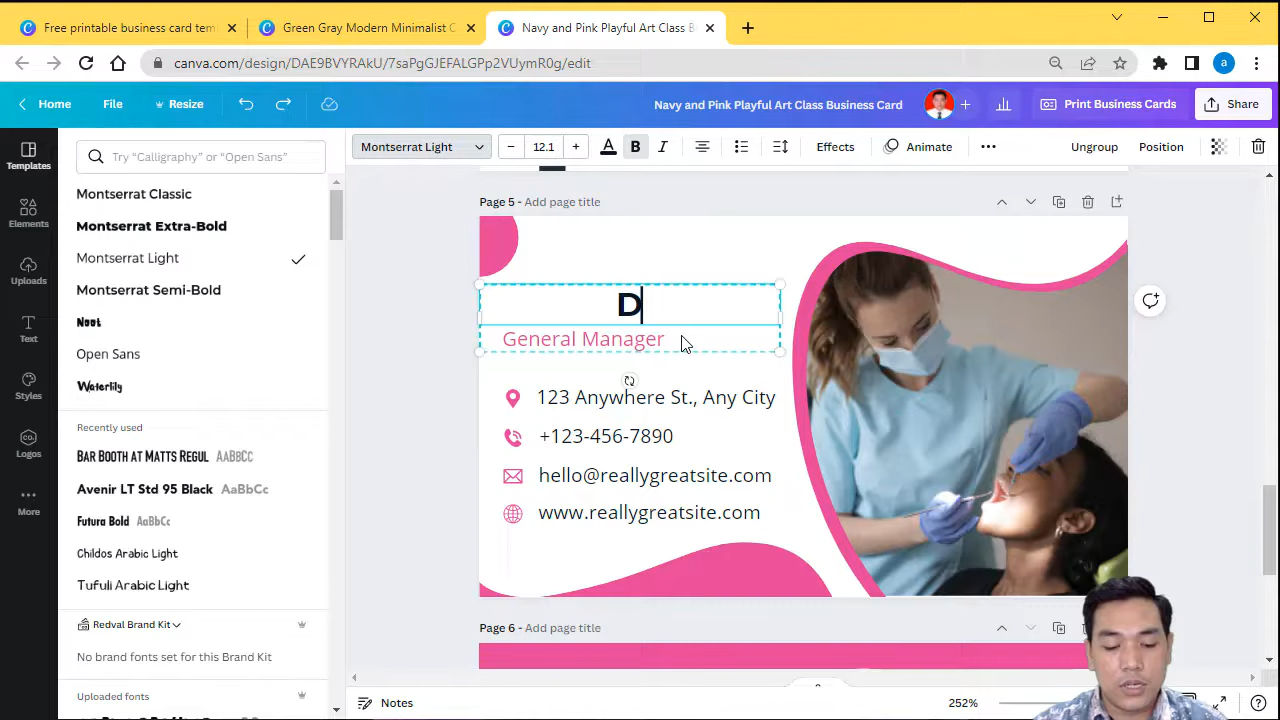 Free printable business card tem
Green Gray Modern Minimalist C
Navy and Pink Playful Art Class B
canva.com/design/DAE9BVYRAkU/7saPgGJEFALGPp2VUymR0g/edit
a
Home
File
Resize
Navy and Pink Playful Art Class Business Card
Print Business Cards
Share
Montserrat Light
12.1
A
B
I
Effects
Animate
Ungroup
Position
Templates
Elements
Uploads
Text
Styles
Logos
More
Try “Calligraphy” or “Open Sans”
Montserrat Classic
Montserrat Extra-Bold
Montserrat Light
Montserrat Semi-Bold
Noot
Open Sans
Waterlily
Recently used
BAR BOOTH AT MATTS REGUL AABBCC
Avenir LT Std 95 Black AaBbCc
Futura Bold AaBbCc
Childos Arabic Light
Tufuli Arabic Light
Redval Brand Kit
No brand fonts set for this Brand Kit
Uploaded fonts
Page 5 - Add page title
D
General Manager
123 Anywhere St., Any City
+123-456-7890
hello@reallygreatsite.com
www.reallygreatsite.com
Page 6 - Add page title
Notes
252%